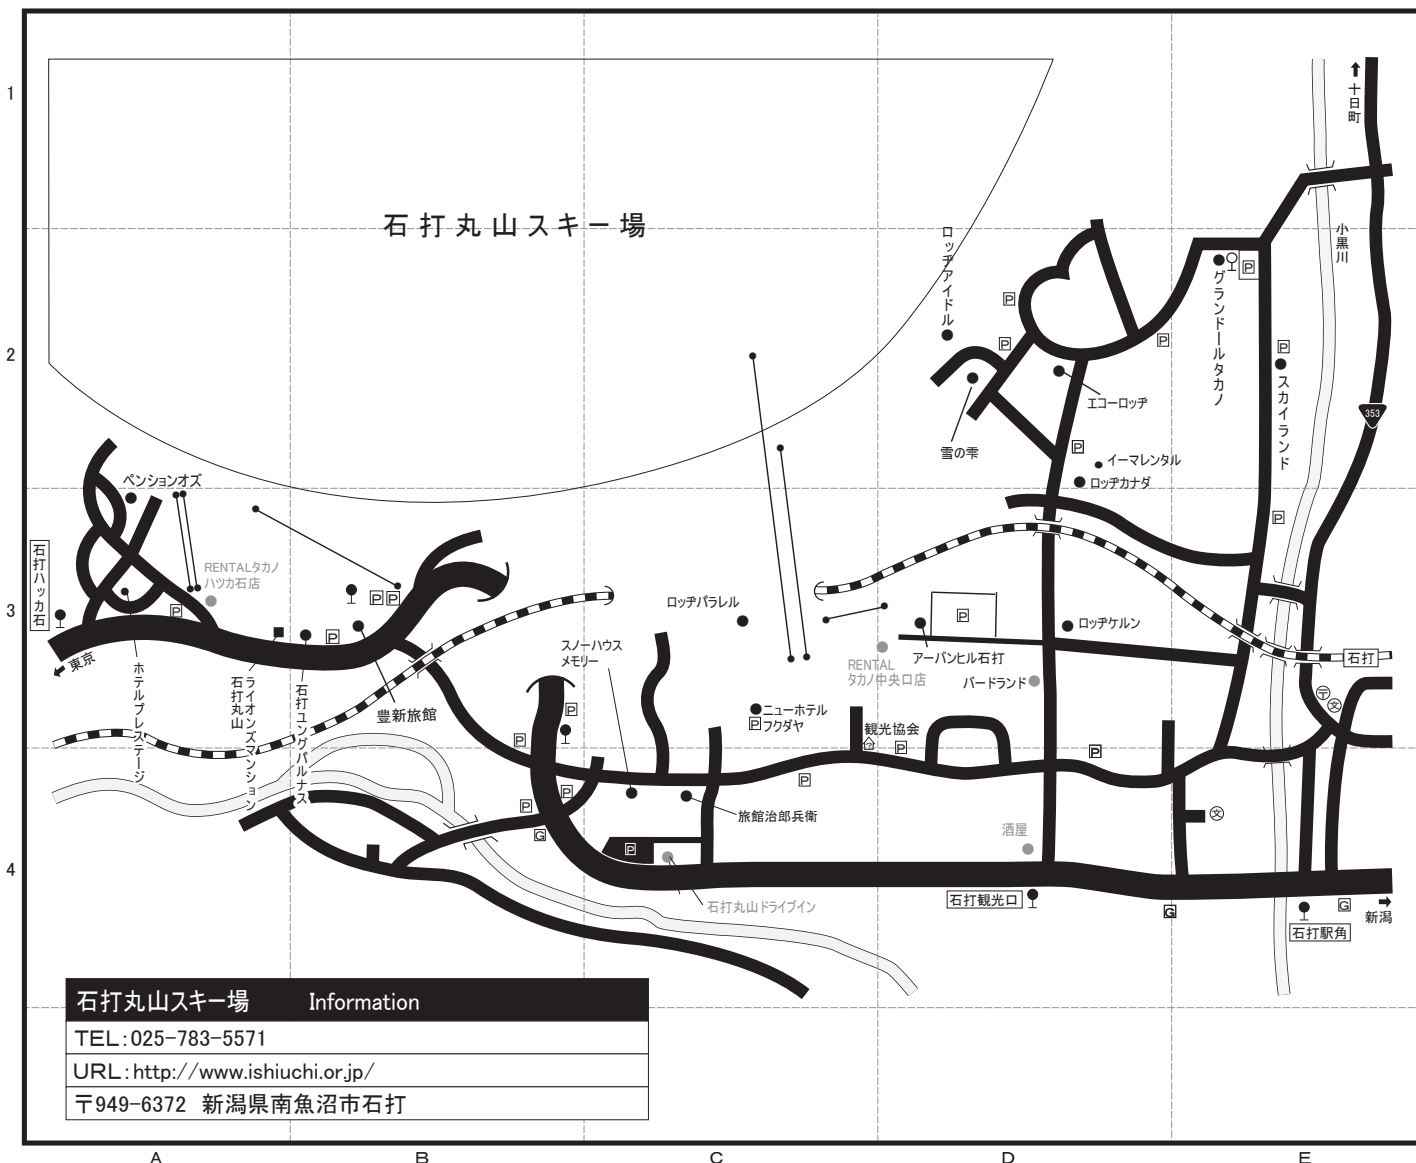 1
↑
十日町
石打丸山スキー場
ロッヂアイドル
小黒川
P
グランドールタカノ
P
P
P
P
P
2
スカイランド
エコーロッヂ
353
雪の雫
P
イーマレンタル
ロッヂカナダ
ペンションオズ
P
石打ハッカ石
RENTALタカノ
ハツカ石店
P P
ロッヂパラレル
P
P
3
P
ロッヂケルン
スノーハウス
メモリー
アーバンヒル石打
石打
東京
RENTAL
タカノ中央口店
バードランド
ホテルプレステージ
ライオンズマンション
石打丸山
石打ユングパルナス
豊新旅館
P
ニューホテル
P フクダヤ
〒
文
観光協会
P
P
P
P
P
P
P
旅館治郎兵衛
文
G
酒屋
P
4
石打丸山ドライブイン
石打観光口
G
G
石打駅角
新潟
石打丸山スキー場 Information
TEL:025-783-5571
URL:http://www.ishiuchi.or.jp/
〒949-6372 新潟県南魚沼市石打
A B C D E